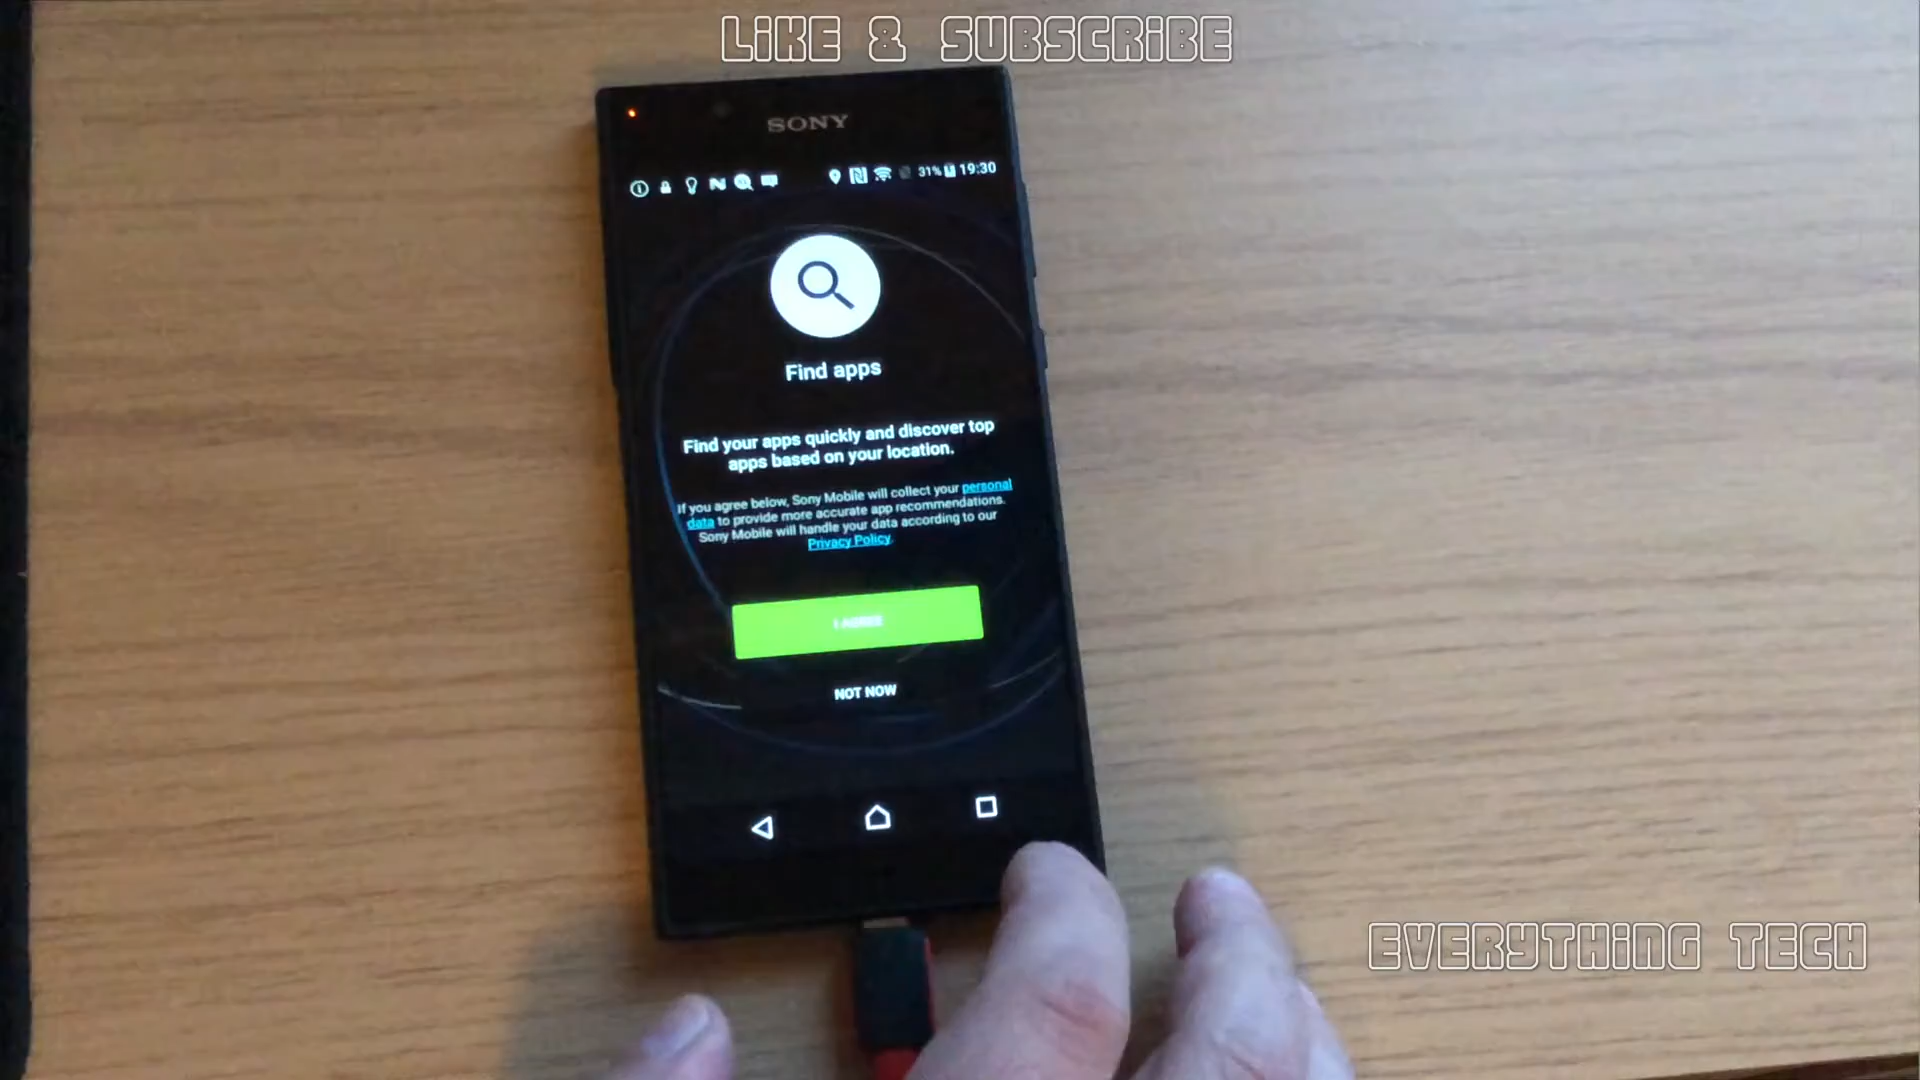 LIKE & SUBSCRIBE
SONY
31% 19:30
Find apps
Find your apps quickly and discover top
apps based on your location.
If you agree below, Sony Mobile will collect your personal
data to provide more accurate app recommendations.
Sony Mobile will handle your data according to our
Privacy Policy.
I AGREE
NOT NOW
EVERYTHING TECH